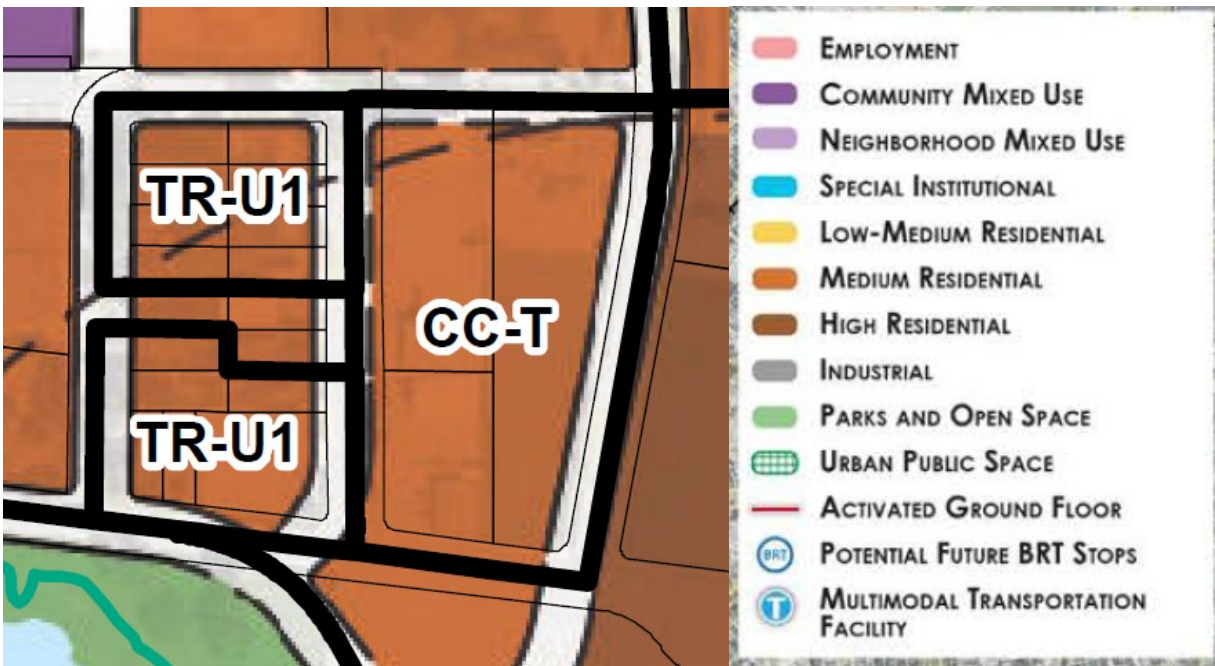 TR-U1
CC-T
TR-U1
EMPLOYMENT
COMMUNITY MIXED USE
NEIGHBORHOOD MIXED USE
SPECIAL INSTITUTIONAL
LOW-MEDIUM RESIDENTIAL
MEDIUM RESIDENTIAL
HIGH RESIDENTIAL
INDUSTRIAL
PARKS AND OPEN SPACE
URBAN PUBLIC SPACE
ACTIVATED GROUND FLOOR
BRT
POTENTIAL FUTURE BRT STOPS
T
MULTIMODAL TRANSPORTATION
FACILITY